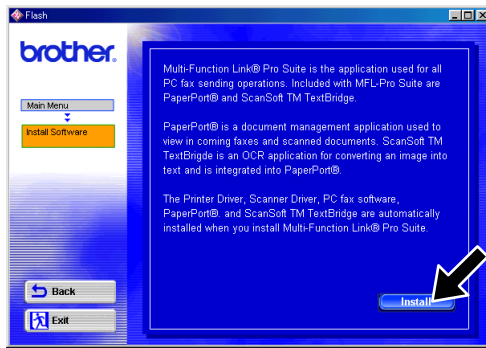 Flash
brother.
Main Menu
Install Software
Multi-Function Link® Pro Suite is the application used for all
PC fax sending operations. Included with MFL-Pro Suite are
PaperPort® and ScanSoft TM TextBridge.
PaperPort® is a document management application used to
view in coming faxes and scanned documents. ScanSoft TM
TextBrigde is an OCR application for converting an image into
text and is integrated into PaperPort®.
The Printer Driver, Scanner Driver, PC fax software,
PaperPort®. and ScanSoft TM TextBridge are automatically
installed when you install Multi-Function Link® Pro Suite.
Install
Back
Exit